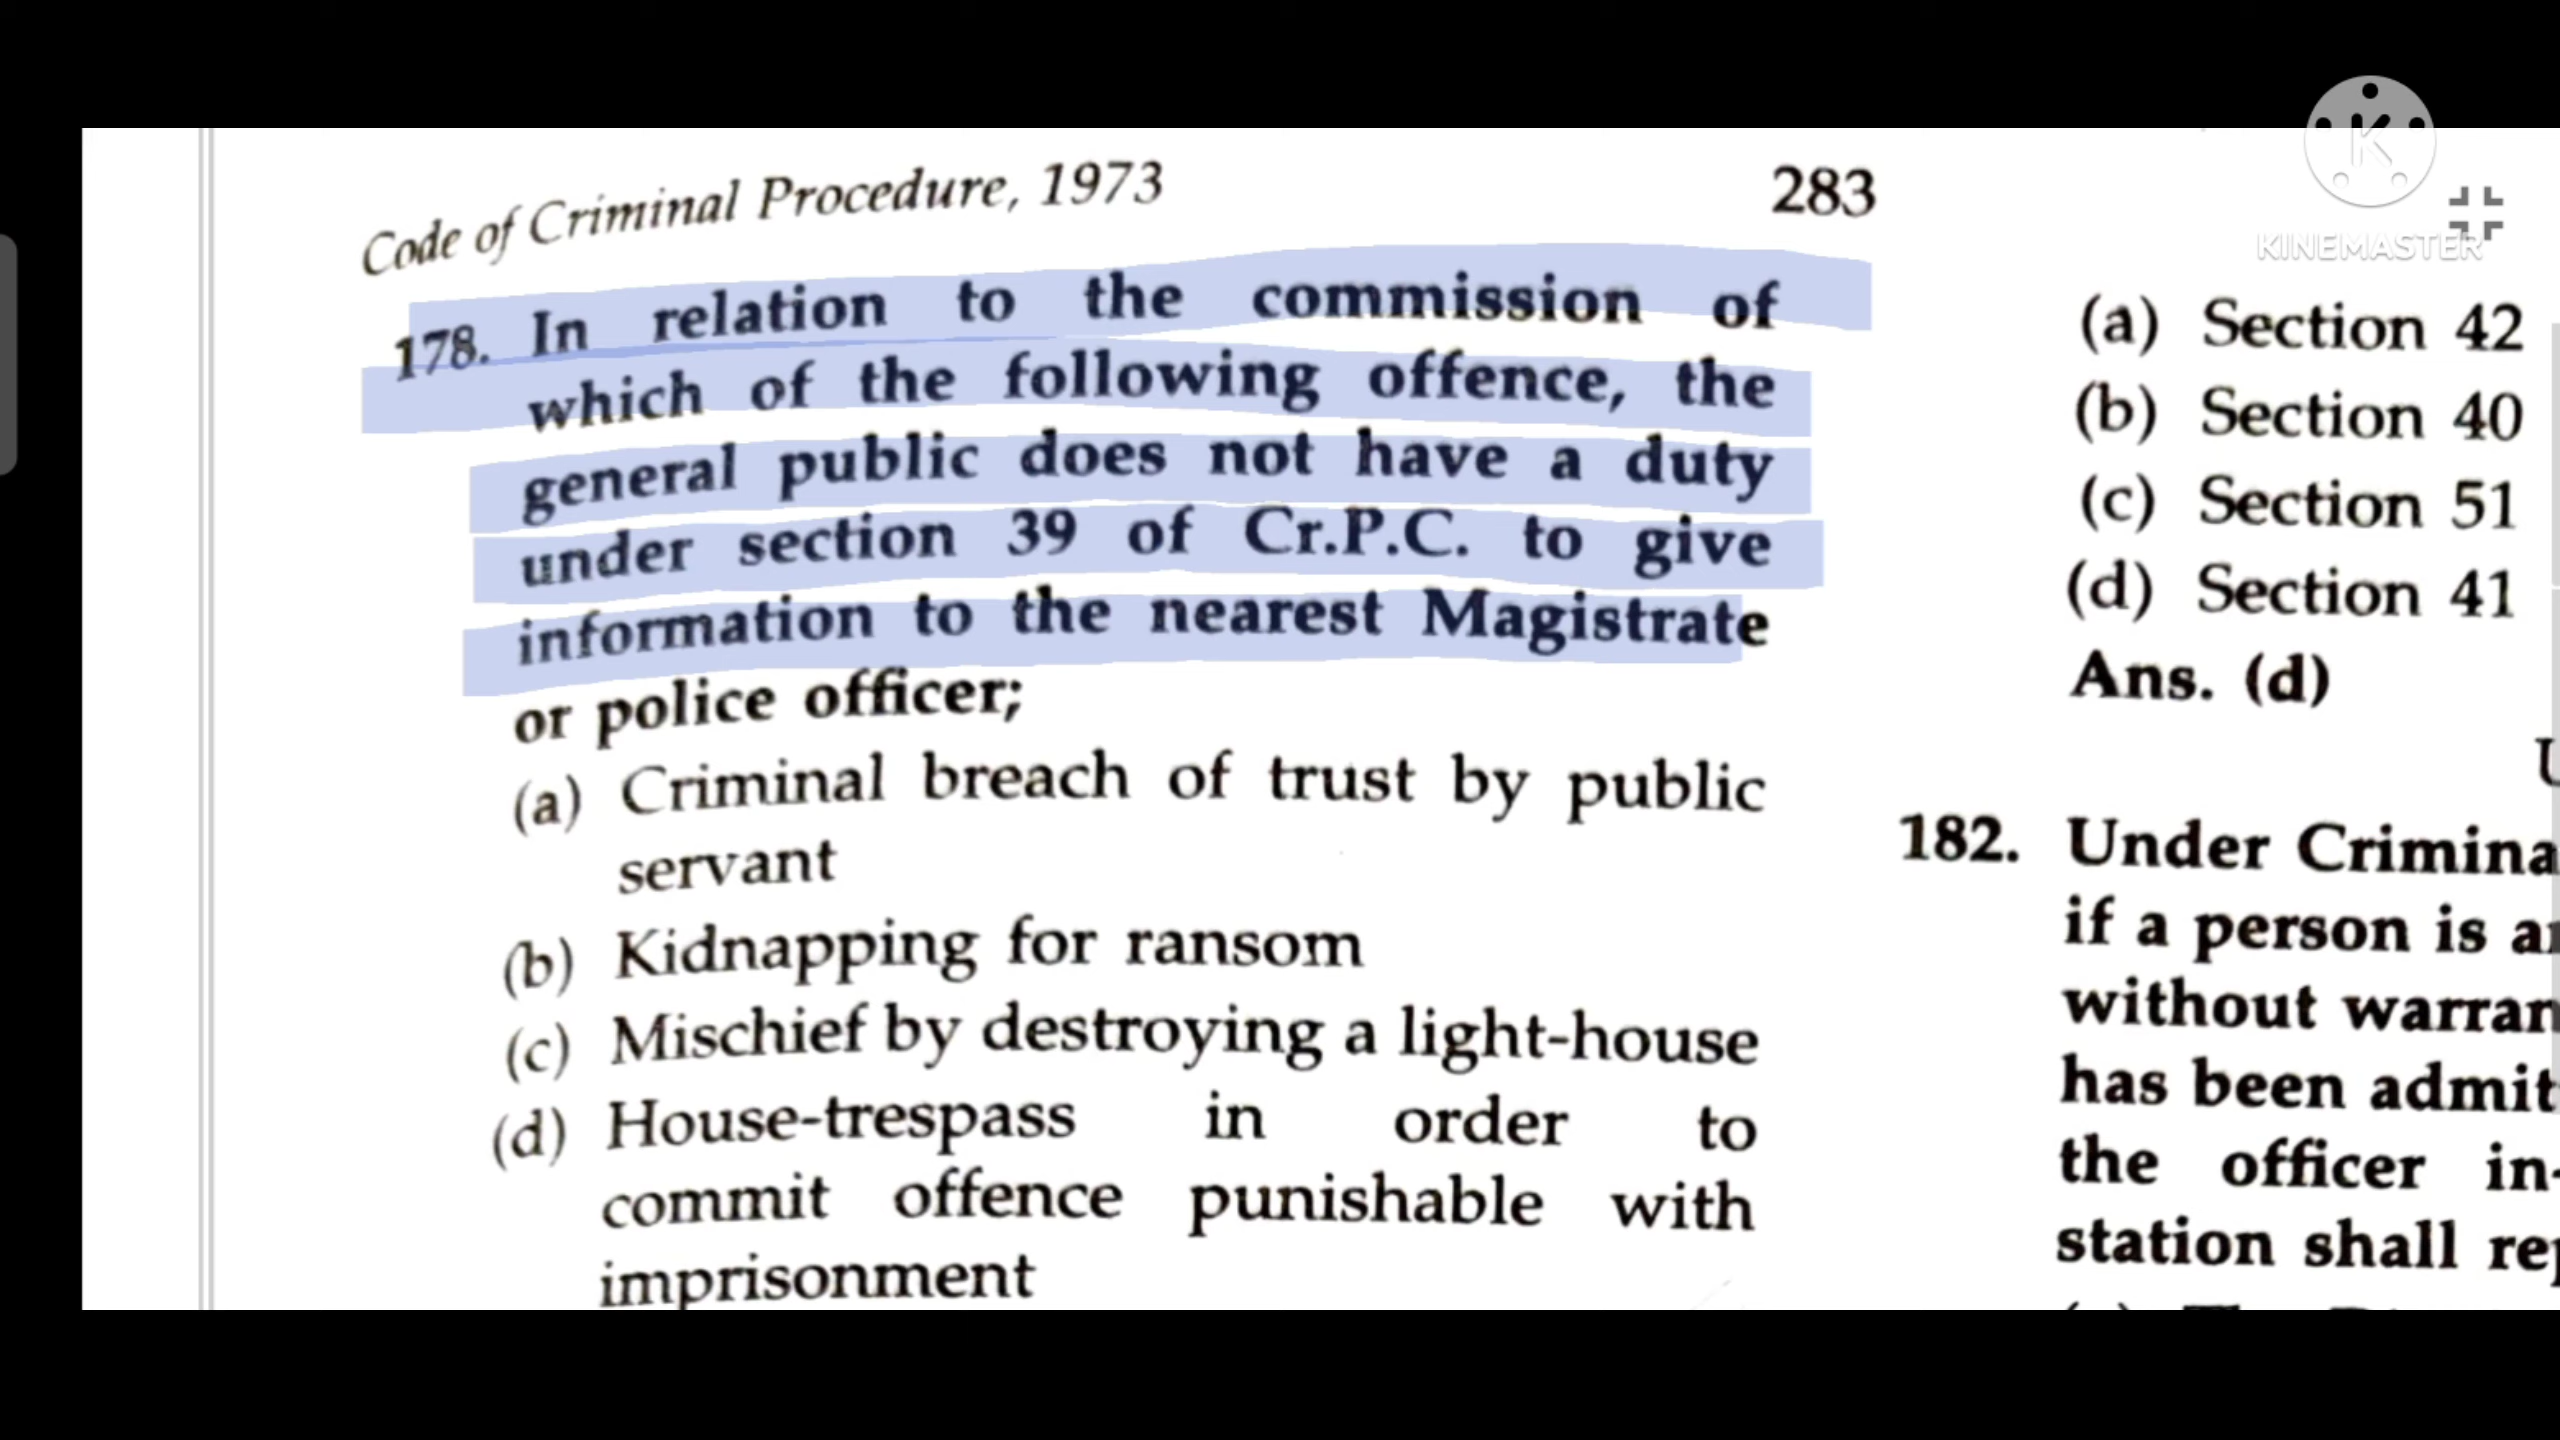 Code of Criminal Procedure, 1973
283
178. In relation to the commission of
which of the following offence, the
general public does not have a duty
under section 39 of Cr.P.C. to give
information to the nearest Magistrate
or police officer;
(a) Criminal breach of trust by public
servant
(b) Kidnapping for ransom
(c) Mischief by destroying a light-house
(d) House-trespass in order to
commit offence punishable with
imprisonment
K
KINEMASTER
(a) Section 42
(b) Section 40
(c) Section 51
(d) Section 41
Ans. (d)
182. Under Crimina
if a person is
without warran
has been admit
the officer in-
station shall